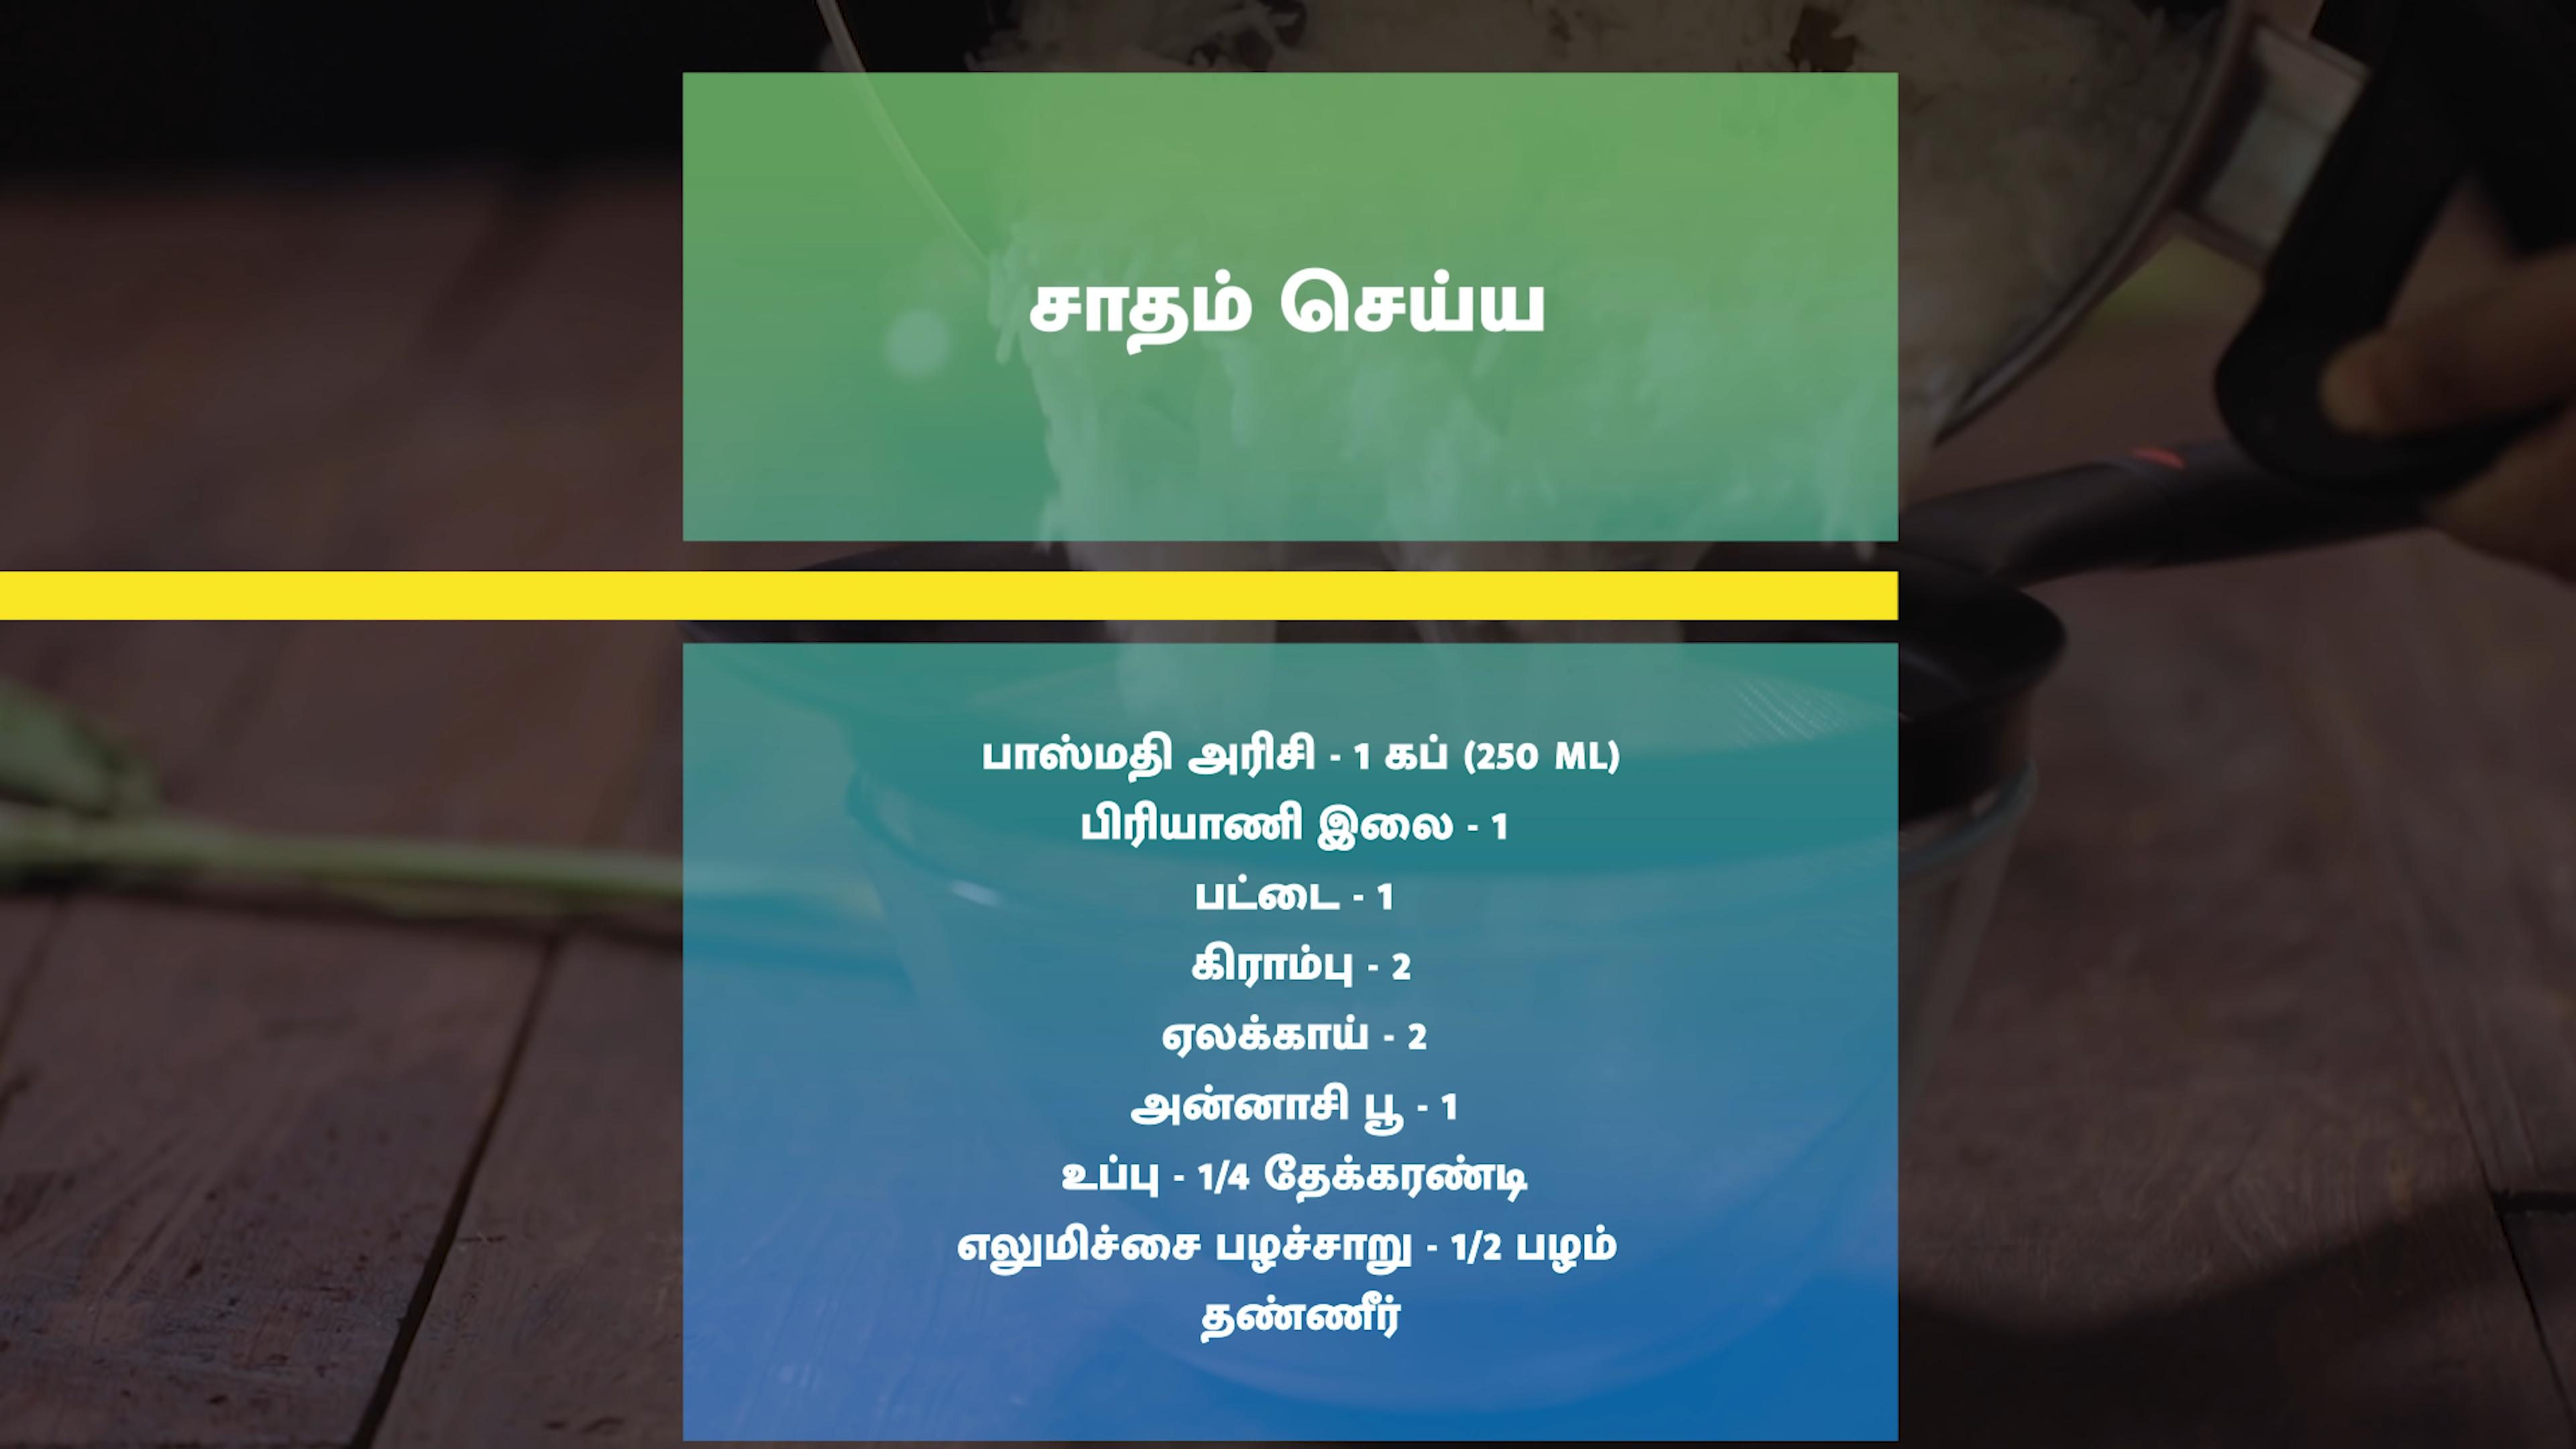 சாதம் செய்ய
பாஸ்மதி அரிசி - 1 கப் (250 ML)
பிரியாணி இலை - 1
பட்டை - 1
கிராம்பு - 2
ஏலக்காய் - 2
அன்னாசி பூ - 1
உப்பு - 1/4 தேக்கரண்டி
எலுமிச்சை பழச்சாறு - 1/2 பழம்
தண்ணீர்